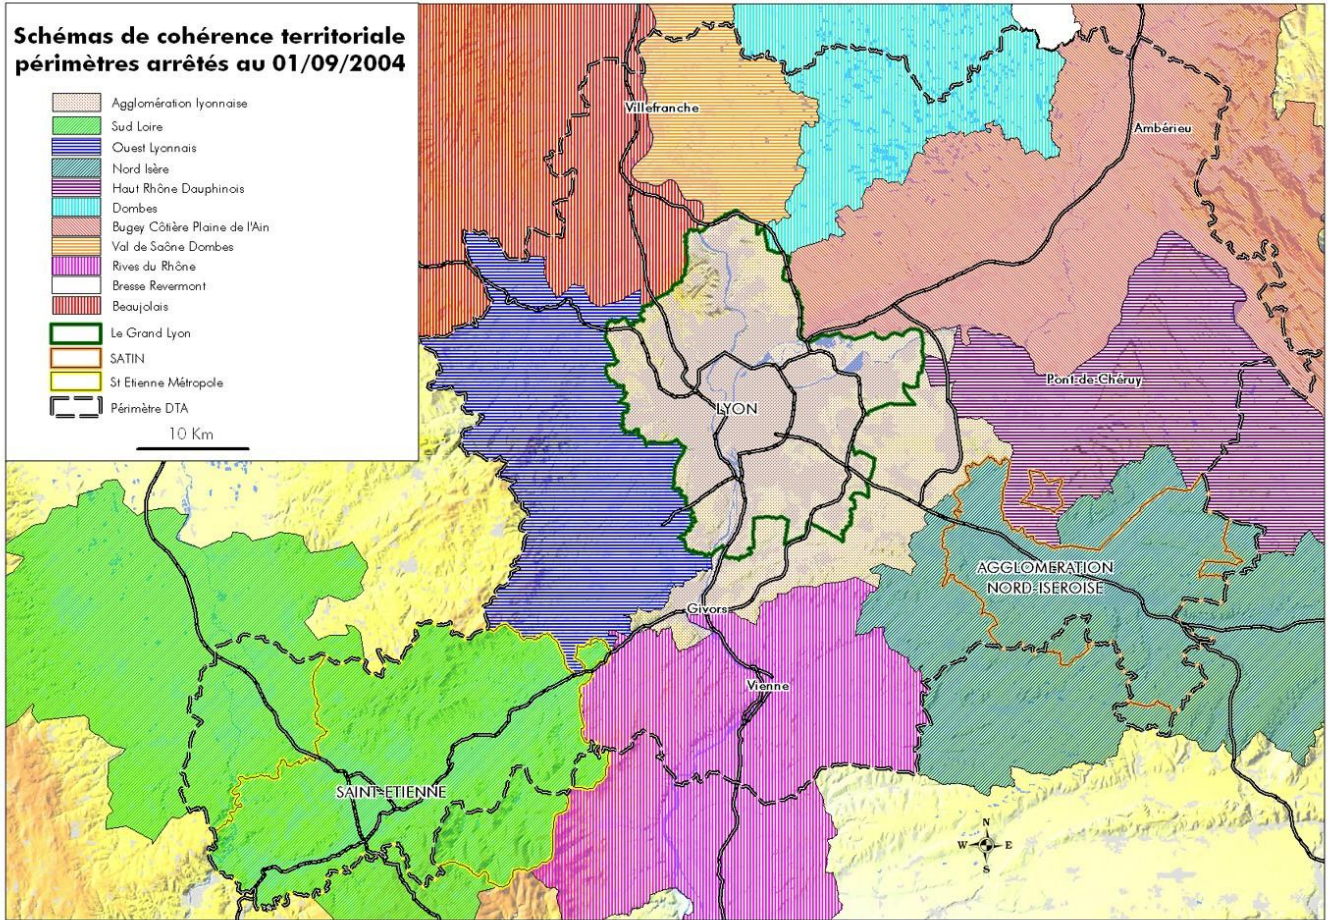 Schémas de cohérence territoriale
périmètres arrêtés au 01/09/2004
Agglomération lyonnaise
Sud Loire
Ouest Lyonnais
Nord Isère
Haut Rhône Dauphinois
Dombes
Bugey Côtière Plaine de l'Ain
Val de Saône Dombes
Rives du Rhône
Bresse Revermont
Beaujolais
Le Grand Lyon
SATIN
St Etienne Métropole
Périmètre DTA
10 Km
Villefranche
Ambérieu
Pont-de-Chéruy
LYON
AGGLOMERATION
NORD-ISEROISE
Givors
Vienne
SAINT-ETIENNE
N
W E
S